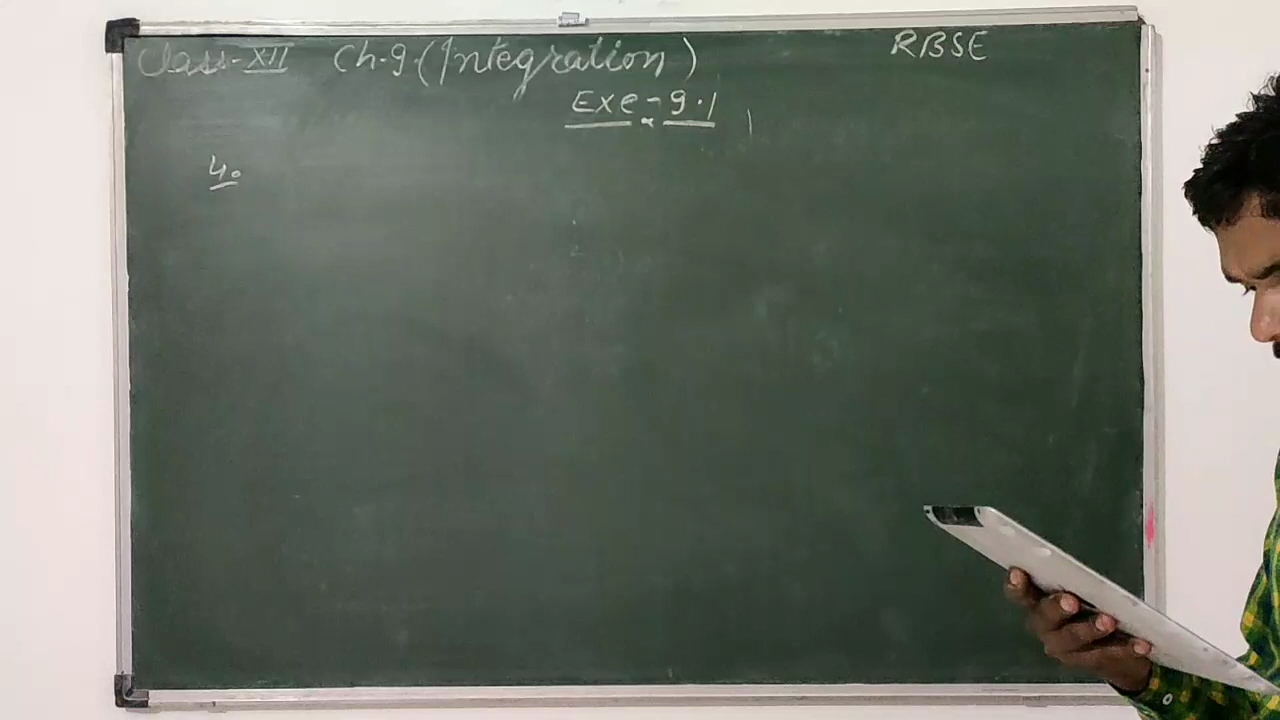 Class-XII Ch.9.(Integration) RBSE
Exe-9.1
4.